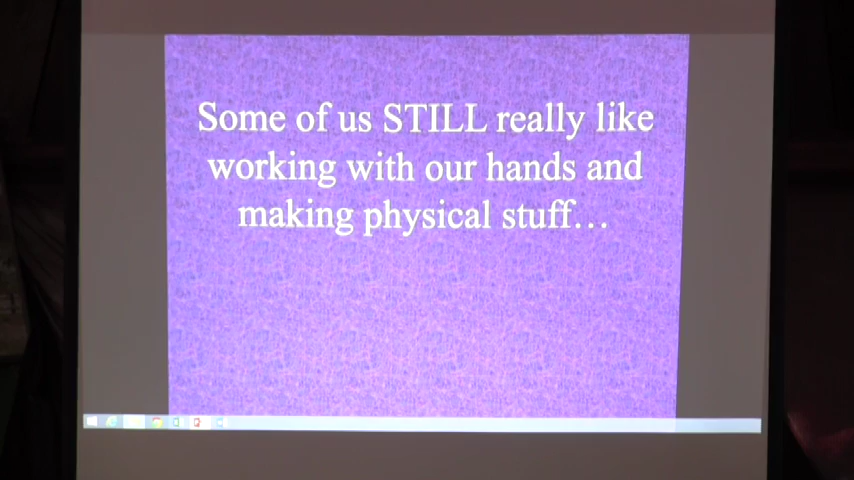 Some of us STILL really like
working with our hands and
making physical stuff…